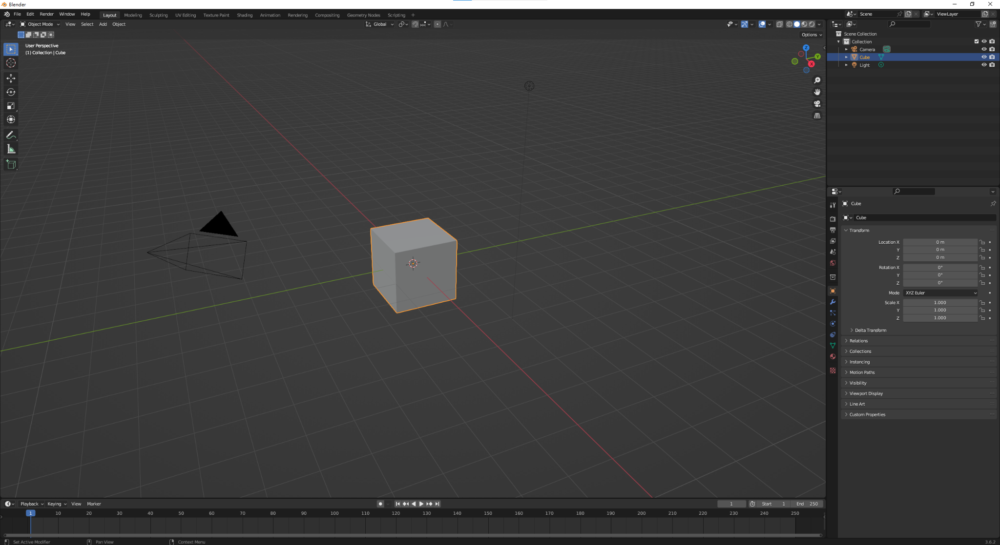 Blender
File Edit Render Window Help Layout Modeling Sculpting UV Editing Texture Paint Shading Animation Rendering Compositing Geometry Nodes Scripting + Scene ViewLayer
Object Mode View Select Add Object Global
Options
User Perspective
(1) Collection | Cube
Z
Y
X
Scene Collection
Collection
Camera
Cube
Light
Cube
Cube
Transform
Location X 0 m
Y 0 m
Z 0 m
Rotation X 0°
Y 0°
Z 0°
Mode XYZ Euler
Scale X 1.000
Y 1.000
Z 1.000
Delta Transform
Relations
Collections
Instancing
Motion Paths
Visibility
Viewport Display
Line Art
Custom Properties
Playback Keying View Marker 1 Start 1 End 250
1 10 20 30 40 50 60 70 80 90 100 110 120 130 140 150 160 170 180 190 200 210 220 230 240 250
Set Active Modifier Pan View Context Menu 3.6.2